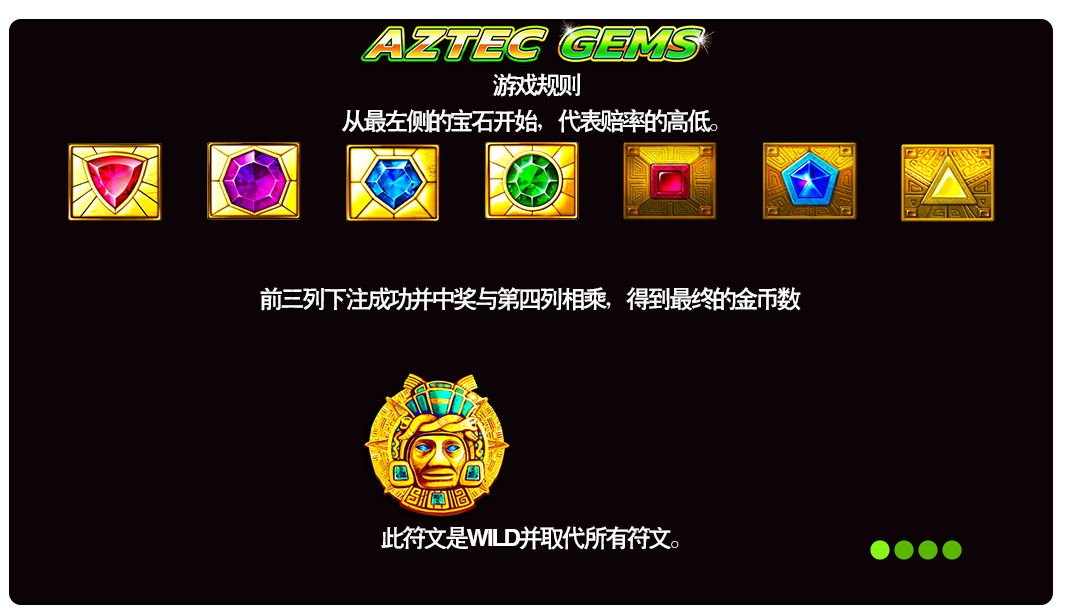 AZTEC GEMS
游戏规则
从最左侧的宝石开始，代表赔率的高低。
前三列下注成功并中奖与第四列相乘，得到最终的金币数
此符文是WILD并取代所有符文。